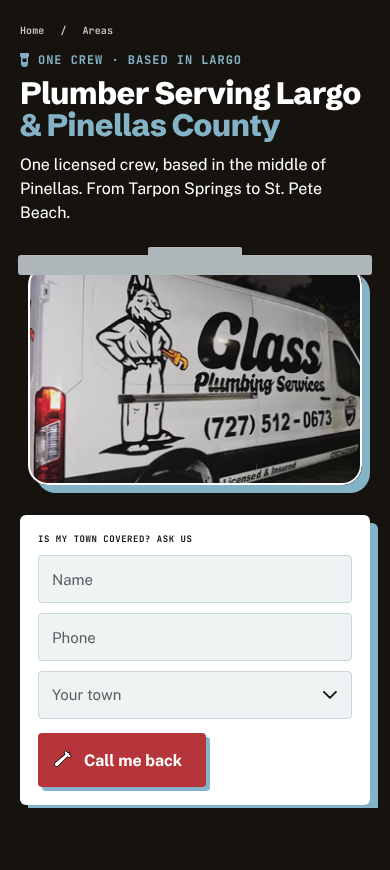 Home / Areas
ONE CREW · BASED IN LARGO
Plumber Serving Largo
& Pinellas County
One licensed crew, based in the middle of
Pinellas. From Tarpon Springs to St. Pete
Beach.
Glass
Plumbing Services
(727) 512-0673
Licensed & Insured
IS MY TOWN COVERED? ASK US
Name
Phone
Your town
Call me back